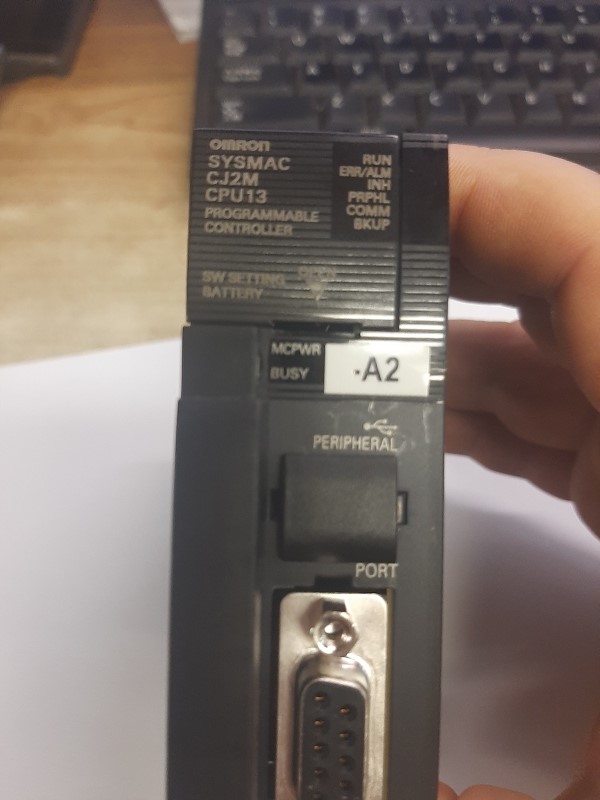 OMRON
SYSMAC
CJ2M
CPU13
PROGRAMMABLE
CONTROLLER
RUN
ERR/ALM
INH
PRPHL
COMM
BKUP
SW SETTING
BATTERY
OPEN
MCPWR
BUSY
-A2
PERIPHERAL
PORT